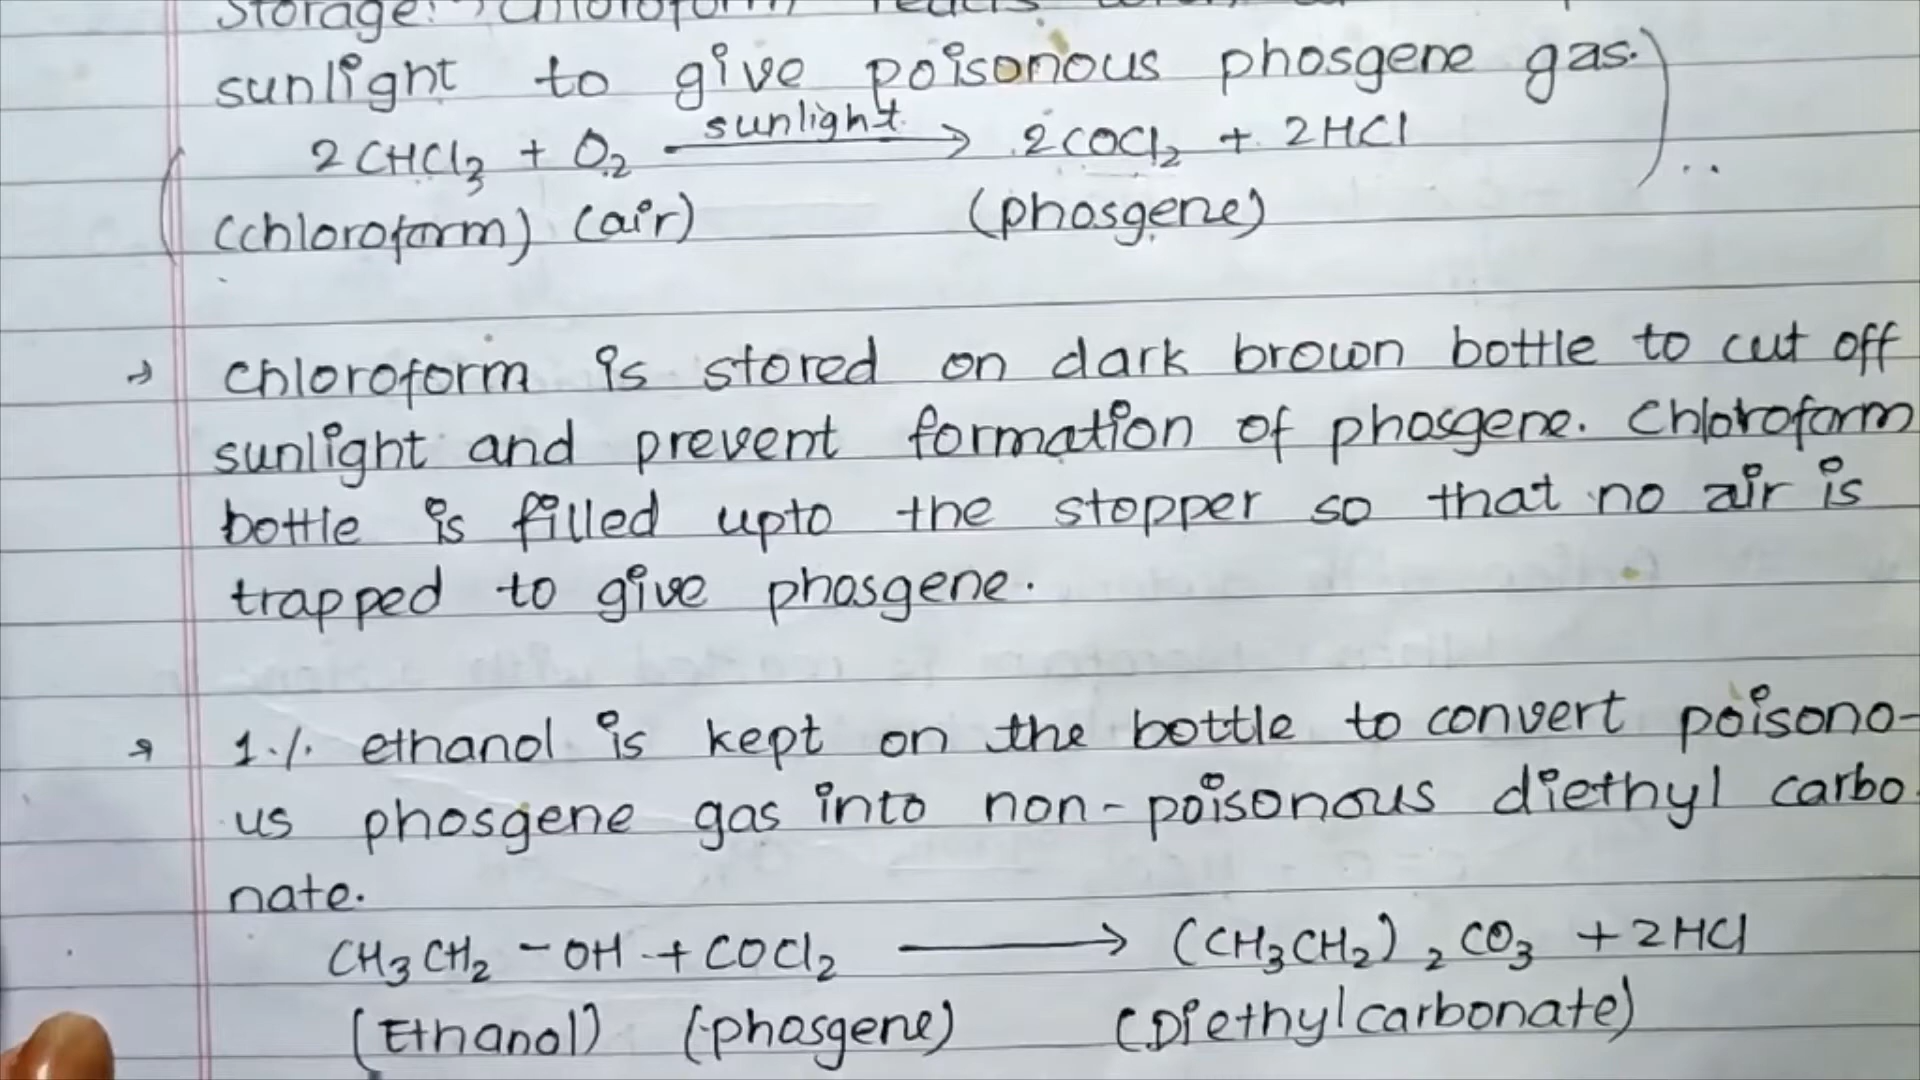 Storage: → Chloroform reacts
sunlight to give poisonous phosgene gas.
2CHCl₃ + O₂ sunlight → 2COCl₂ + 2HCl
(chloroform) (air) (phosgene)
→ chloroform is stored on dark brown bottle to cut off
sunlight and prevent formation of phosgene. Chloroform
bottle is filled upto the stopper so that no air is
trapped to give phosgene.
→ 1% ethanol is kept on the bottle to convert poisono-
us phosgene gas into non-poisonous diethyl carbo
nate.
CH₃CH₂-OH + COCl₂ → (CH₃CH₂)₂CO₃ + 2HCl
(Ethanol) (phosgene) (Diethylcarbonate)